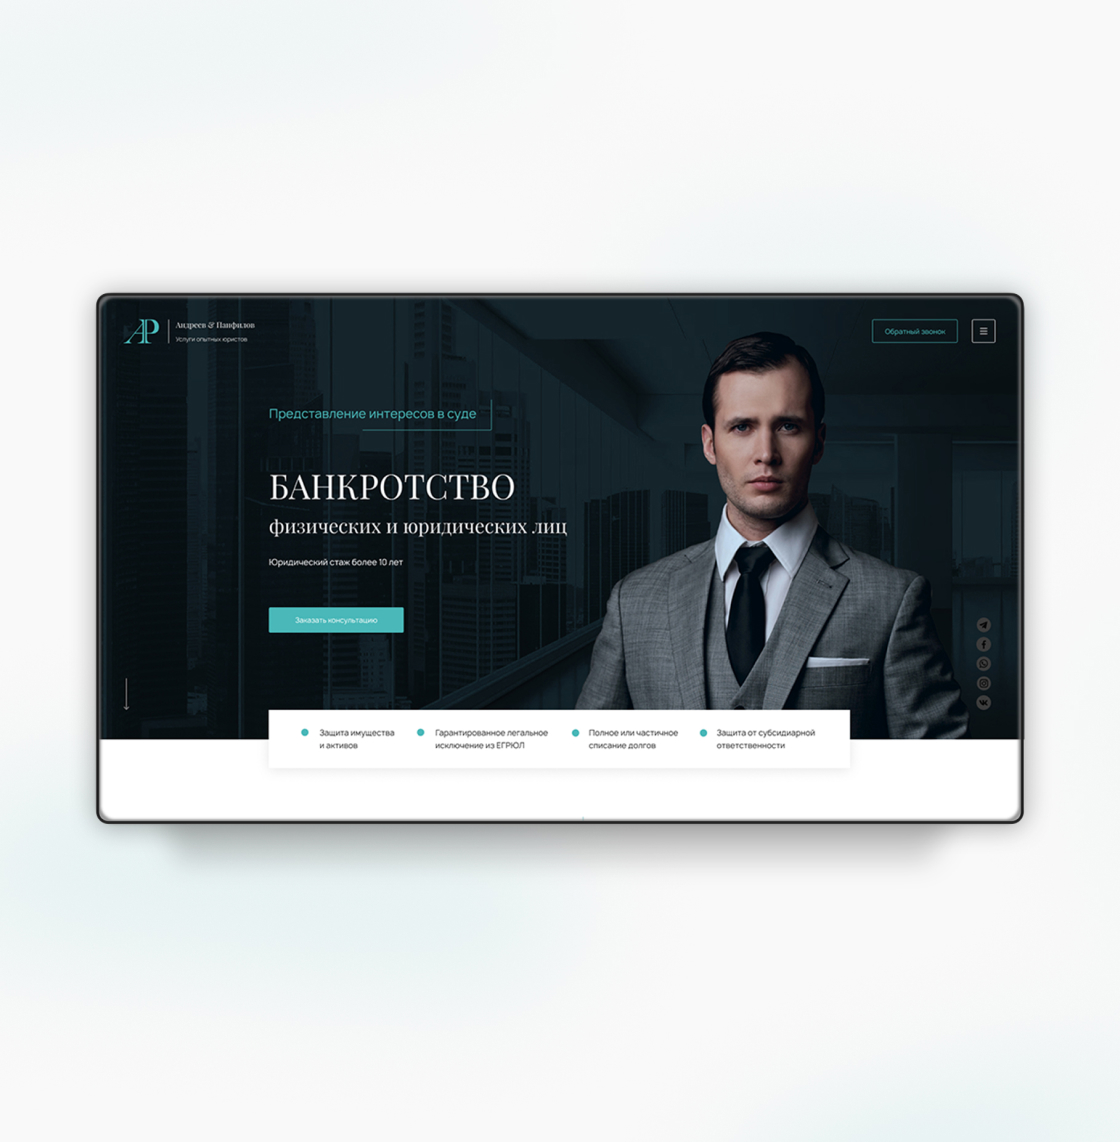 AP
Андреев & Панфилов
Услуги опытных юристов
Обратный звонок
Представление интересов в суде
БАНКРОТСТВО
физических и юридических лиц
Юридический стаж более 10 лет
Заказать консультацию
Защита имущества
и активов
Гарантированное легальное
исключение из ЕГРЮЛ
Полное или частичное
списание долгов
Защита от субсидиарной
ответственности